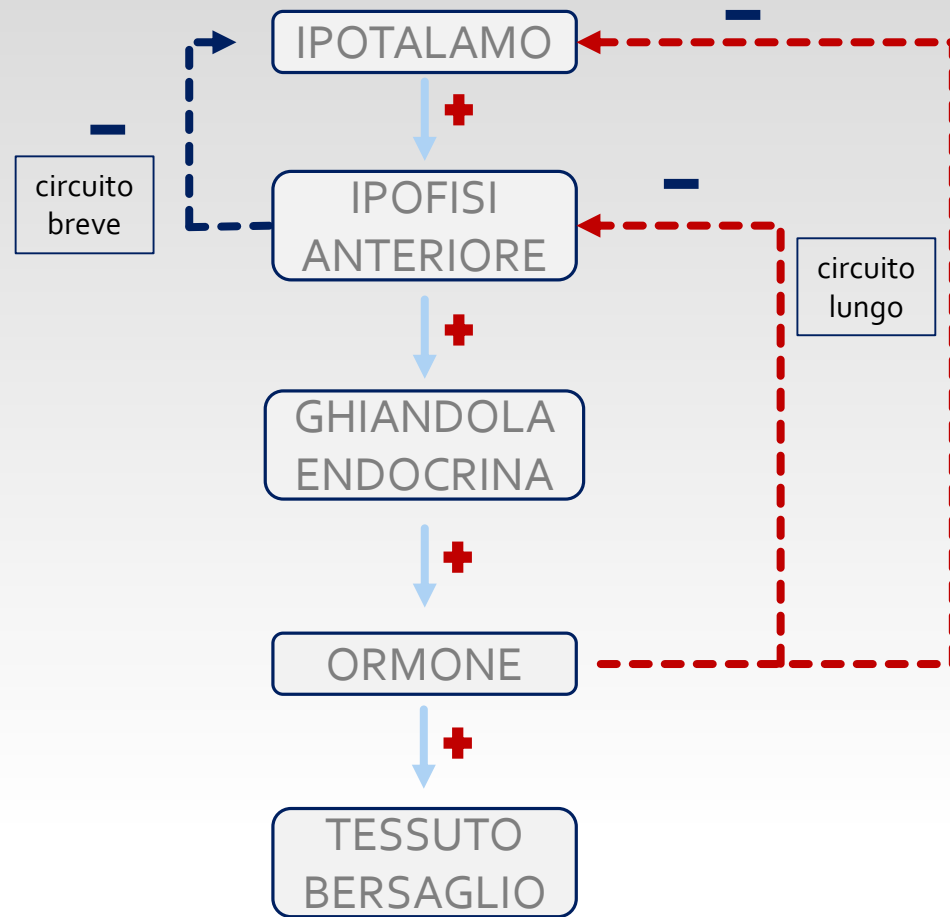 IPOTALAMO
circuito
breve
IPOFISI
ANTERIORE
circuito
lungo
GHIANDOLA
ENDOCRINA
ORMONE
TESSUTO
BERSAGLIO